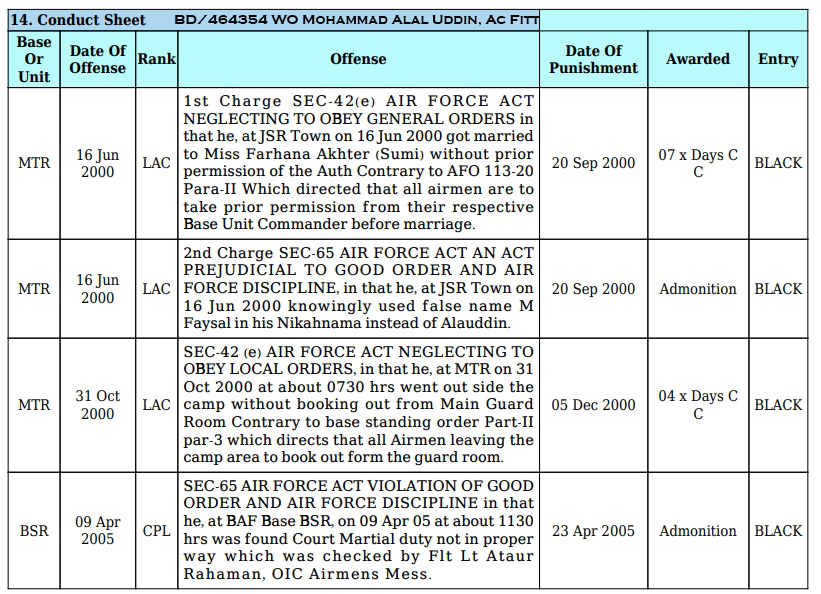 14. Conduct Sheet BD/464354 WO MOHAMMAD ALAL UDDIN, AC FITT
Base Or Unit Date Of Offense Rank Offense Date Of Punishment Awarded Entry
MTR 16 Jun 2000 LAC
1st Charge SEC-42(e) AIR FORCE ACT
NEGLECTING TO OBEY GENERAL ORDERS in
that he, at JSR Town on 16 Jun 2000 got married
to Miss Farhana Akhter (Sumi) without prior
permission of the Auth Contrary to AFO 113-20
Para-II Which directed that all airmen are to
take prior permission from their respective
Base Unit Commander before marriage.
20 Sep 2000 07 x Days C C BLACK
MTR 16 Jun 2000 LAC
2nd Charge SEC-65 AIR FORCE ACT AN ACT
PREJUDICIAL TO GOOD ORDER AND AIR
FORCE DISCIPLINE, in that he, at JSR Town on
16 Jun 2000 knowingly used false name M
Faysal in his Nikahnama instead of Alauddin.
20 Sep 2000 Admonition BLACK
MTR 31 Oct 2000 LAC
SEC-42 (e) AIR FORCE ACT NEGLECTING TO
OBEY LOCAL ORDERS, in that he, at MTR on 31
Oct 2000 at about 0730 hrs went out side the
camp without booking out from Main Guard
Room Contrary to base standing order Part-II
par-3 which directs that all Airmen leaving the
camp area to book out form the guard room.
05 Dec 2000 04 x Days C C BLACK
BSR 09 Apr 2005 CPL
SEC-65 AIR FORCE ACT VIOLATION OF GOOD
ORDER AND AIR FORCE DISCIPLINE in that
he, at BAF Base BSR, on 09 Apr 05 at about 1130
hrs was found Court Martial duty not in proper
way which was checked by Flt Lt Ataur
Rahaman, OIC Airmens Mess.
23 Apr 2005 Admonition BLACK